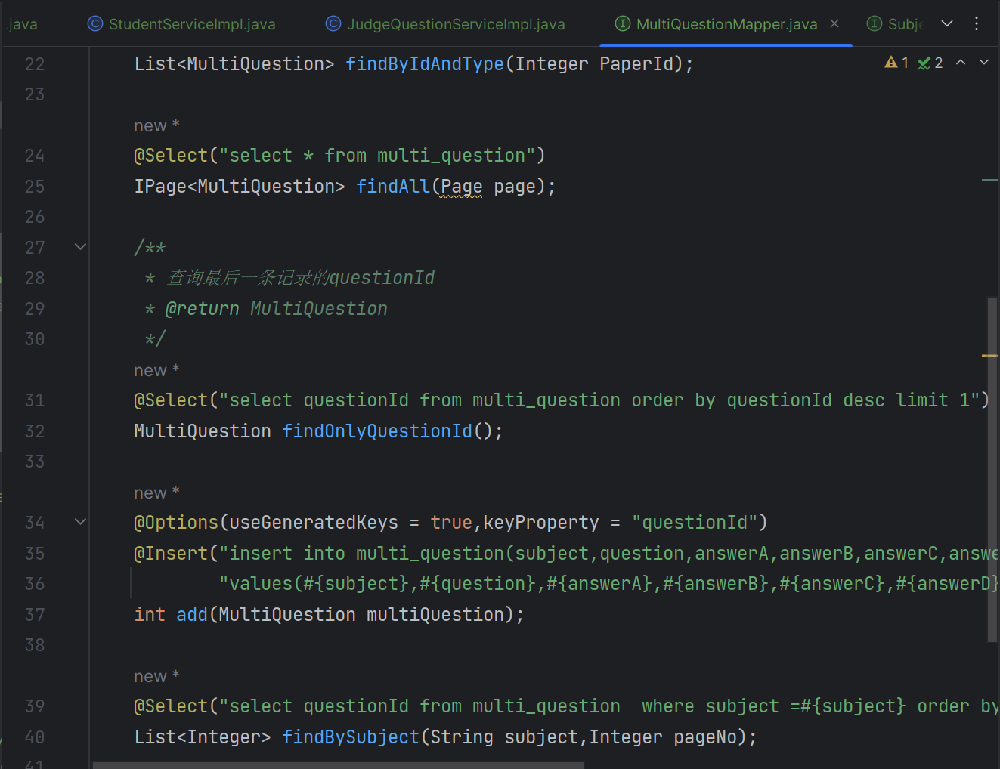 .java StudentServiceImpl.java JudgeQuestionServiceImpl.java MultiQuestionMapper.java Subje
22 List<MultiQuestion> findByIdAndType(Integer PaperId); 1 2
23
new *
24 @Select("select * from multi_question")
25 IPage<MultiQuestion> findAll(Page page);
26
27 /**
28 * 查询最后一条记录的questionId
29 * @return MultiQuestion
30 */
new *
31 @Select("select questionId from multi_question order by questionId desc limit 1")
32 MultiQuestion findOnlyQuestionId();
33
new *
34 @Options(useGeneratedKeys = true,keyProperty = "questionId")
35 @Insert("insert into multi_question(subject,question,answerA,answerB,answerC,answe
36 "values(#{subject},#{question},#{answerA},#{answerB},#{answerC},#{answerD}
37 int add(MultiQuestion multiQuestion);
38
new *
39 @Select("select questionId from multi_question  where subject =#{subject} order by
40 List<Integer> findBySubject(String subject,Integer pageNo);
41